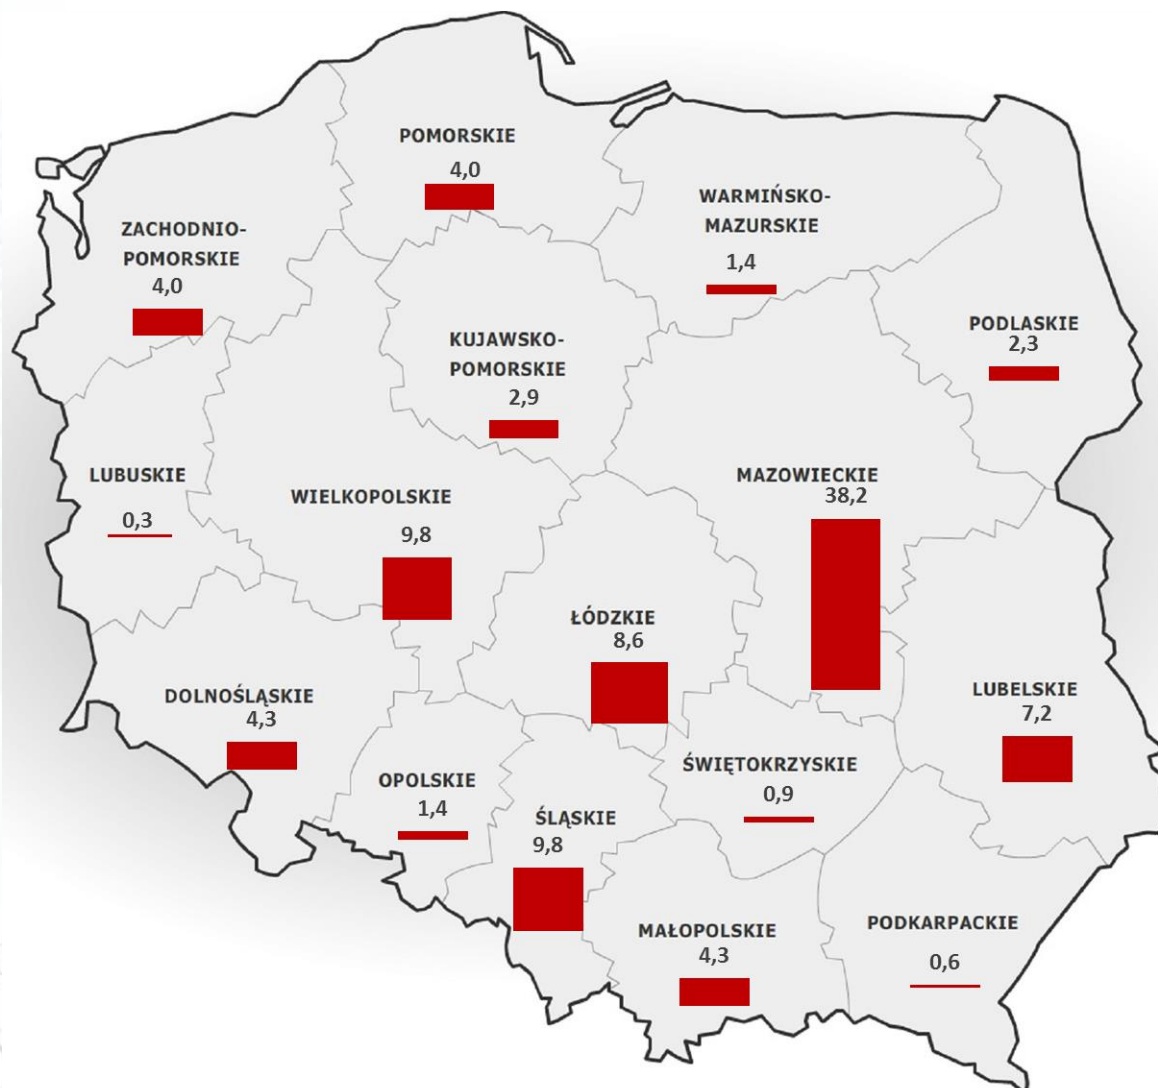 POMORSKIE
4,0
WARMIŃSKO-
MAZURSKIE
1,4
ZACHODNIO-
POMORSKIE
4,0
PODLASKIE
2,3
KUJAWSKO-
POMORSKIE
2,9
LUBUSKIE
0,3
WIELKOPOLSKIE
9,8
MAZOWIECKIE
38,2
ŁÓDZKIE
8,6
DOLNOŚLĄSKIE
4,3
LUBELSKIE
7,2
OPOLSKIE
1,4
ŚLĄSKIE
9,8
ŚWIĘTOKRZYSKIE
0,9
MAŁOPOLSKIE
4,3
PODKARPACKIE
0,6